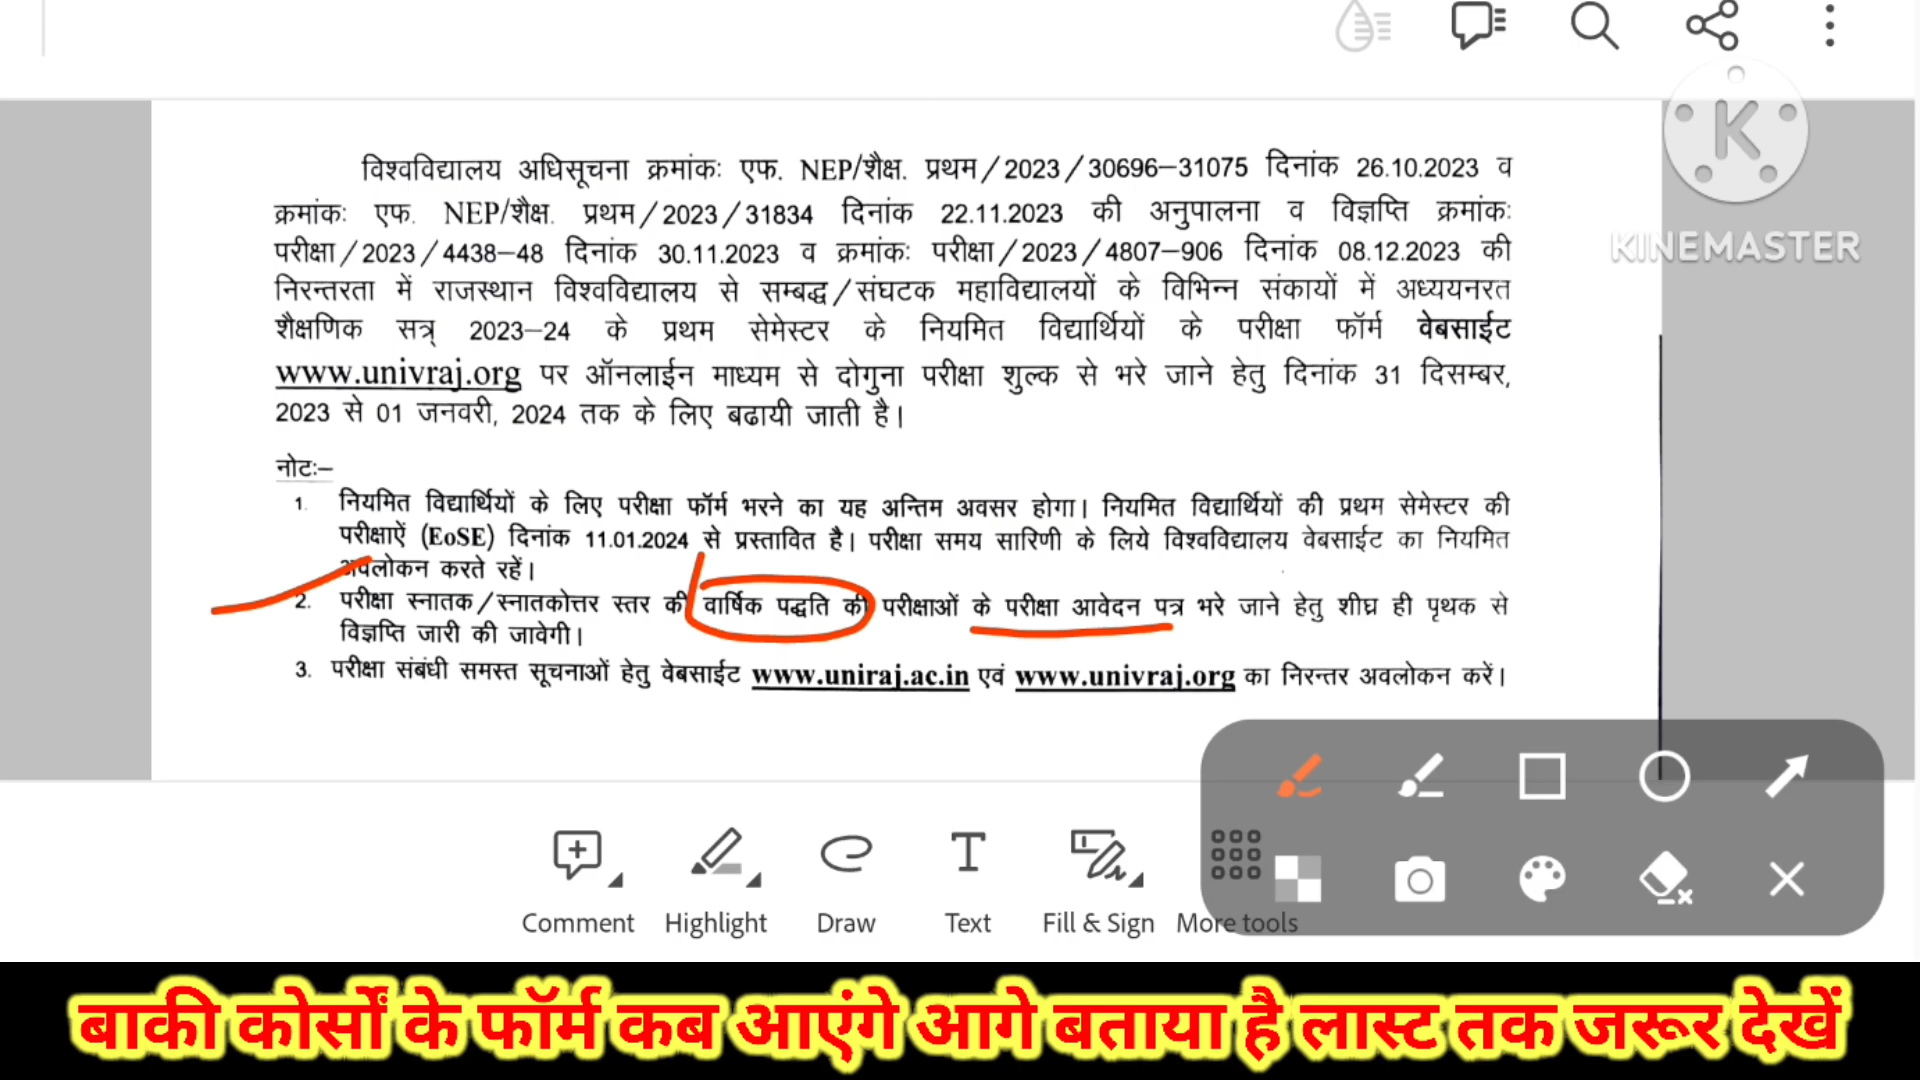 KINEMASTER
विश्वविद्यालय अधिसूचना क्रमांकः एफ. NEP/शैक्ष. प्रथम/2023/30696–31075 दिनांक 26.10.2023 व
क्रमांकः एफ. NEP/शैक्ष. प्रथम/2023/31834 दिनांक 22.11.2023 की अनुपालना व विज्ञप्ति क्रमांकः
परीक्षा/2023/4438–48 दिनांक 30.11.2023 व क्रमांकः परीक्षा/2023/4807–906 दिनांक 08.12.2023 की
निरन्तरता में राजस्थान विश्वविद्यालय से सम्बद्ध/संघटक महाविद्यालयों के विभिन्न संकायों में अध्ययनरत
शैक्षणिक सत्र् 2023–24 के प्रथम सेमेस्टर के नियमित विद्यार्थियों के परीक्षा फॉर्म वेबसाईट
www.univraj.org पर ऑनलाईन माध्यम से दोगुना परीक्षा शुल्क से भरे जाने हेतु दिनांक 31 दिसम्बर,
2023 से 01 जनवरी, 2024 तक के लिए बढायी जाती है।
नोटः–
1. नियमित विद्यार्थियों के लिए परीक्षा फॉर्म भरने का यह अन्तिम अवसर होगा। नियमित विद्यार्थियों की प्रथम सेमेस्टर की
परीक्षाऐं (EoSE) दिनांक 11.01.2024 से प्रस्तावित है। परीक्षा समय सारिणी के लिये विश्वविद्यालय वेबसाईट का नियमित
अवलोकन करते रहें।
2. परीक्षा स्नातक/स्नातकोत्तर स्तर की वार्षिक पद्धति की परीक्षाओं के परीक्षा आवेदन पत्र भरे जाने हेतु शीघ्र ही पृथक से
विज्ञप्ति जारी की जावेगी।
3. परीक्षा संबंधी समस्त सूचनाओं हेतु वेबसाईट www.uniraj.ac.in एवं www.univraj.org का निरन्तर अवलोकन करें।
Comment Highlight Draw Text Fill & Sign More tools
बाकी कोर्सों के फॉर्म कब आएंगे आगे बताया है लास्ट तक जरूर देखें